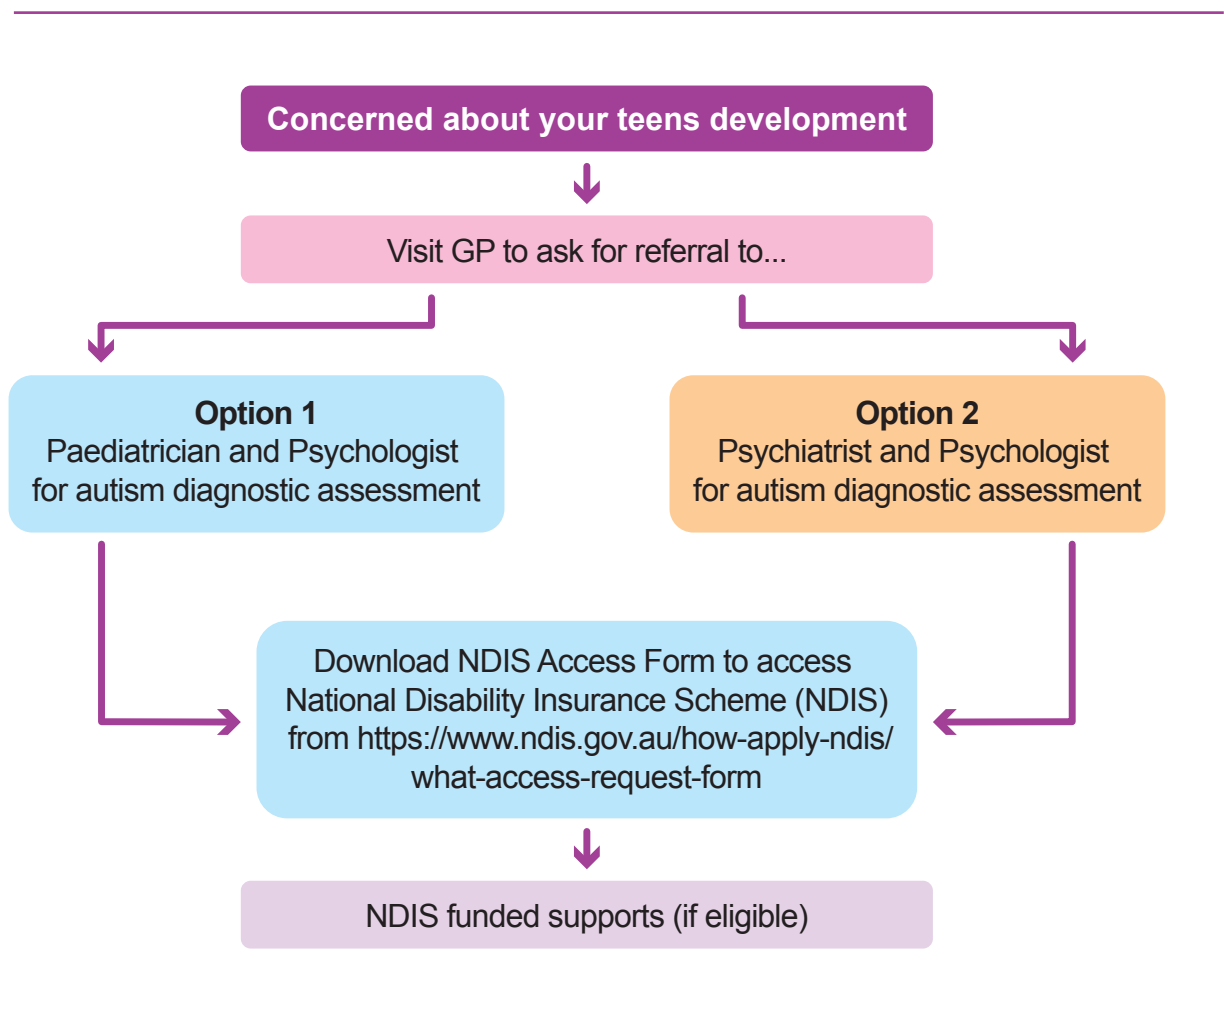 Concerned about your teens development
Visit GP to ask for referral to...
Option 1
Paediatrician and Psychologist
for autism diagnostic assessment
Option 2
Psychiatrist and Psychologist
for autism diagnostic assessment
Download NDIS Access Form to access
National Disability Insurance Scheme (NDIS)
from https://www.ndis.gov.au/how-apply-ndis/
what-access-request-form
NDIS funded supports (if eligible)